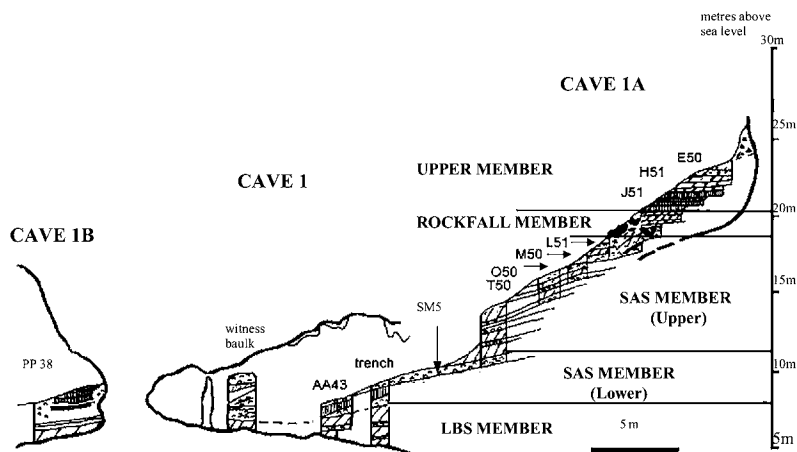 metres above
sea level
30m
CAVE 1A
25m
E50
UPPER MEMBER
H51
CAVE 1
J51
20m
ROCKFALL MEMBER
CAVE 1B
L51
M50
O50
T50
15m
SAS MEMBER
(Upper)
SM5
witness
baulk
PP 38
trench
10m
AA43
SAS MEMBER
(Lower)
LBS MEMBER
5 m
5m